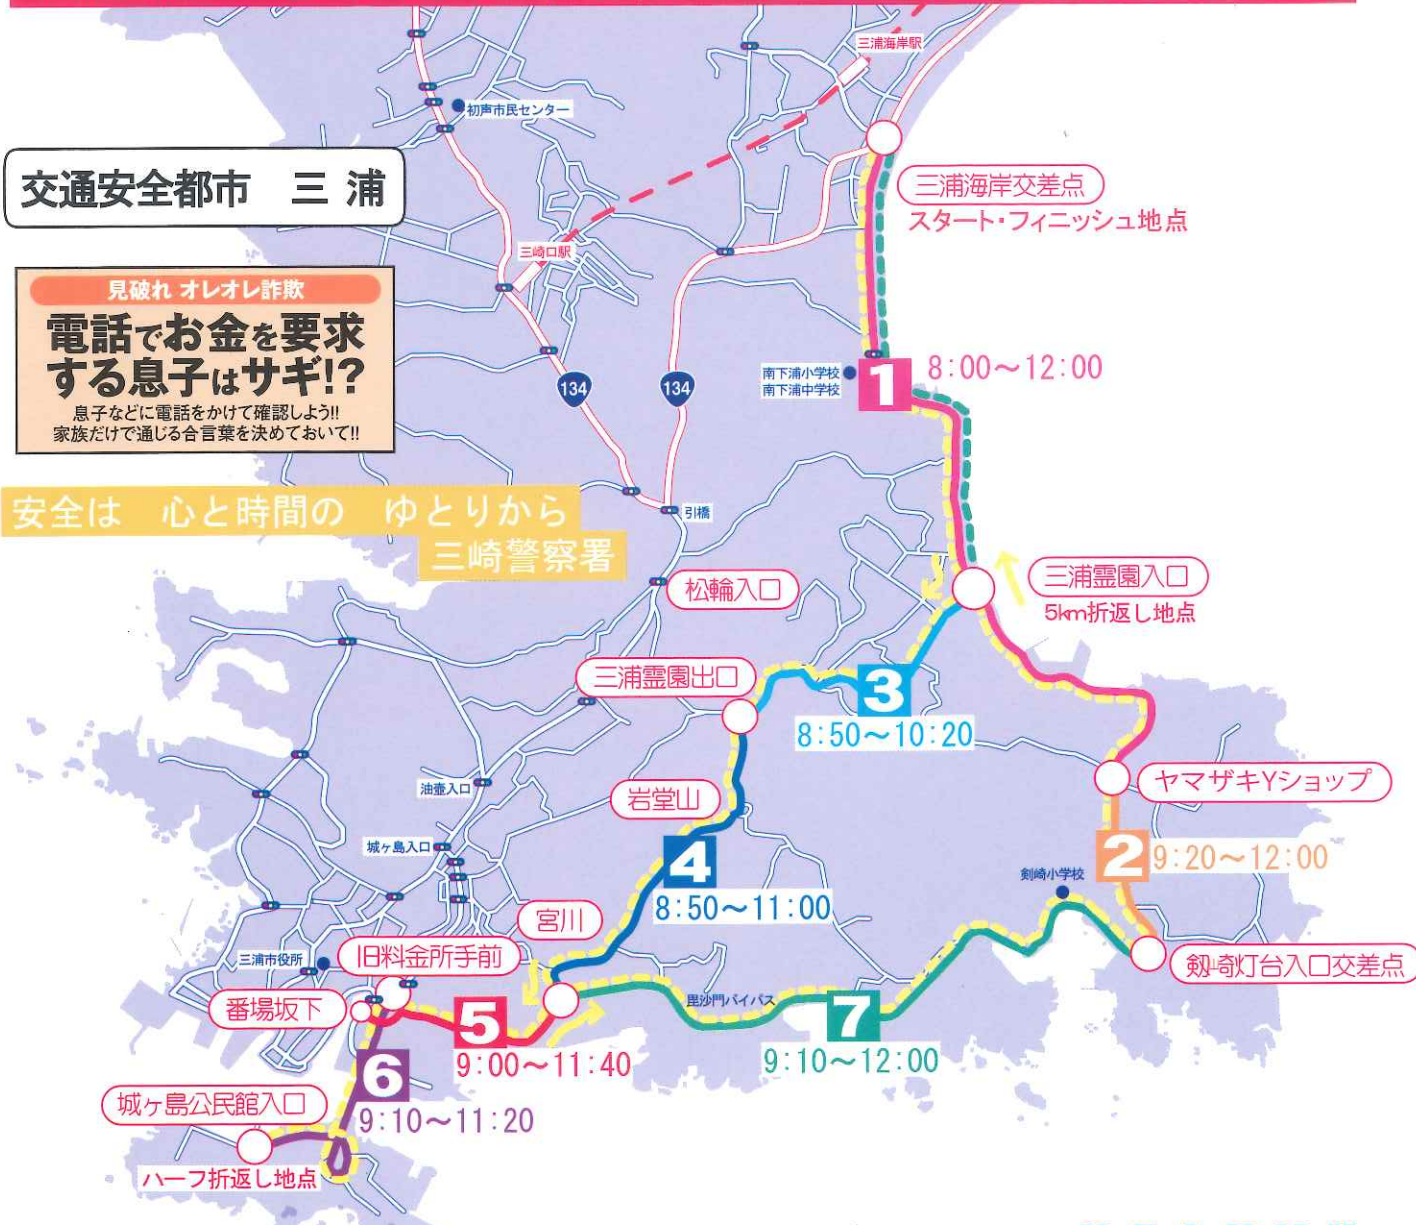 三浦海岸駅
初声市民センター
交通安全都市　三 浦
三浦海岸交差点
スタート・フィニッシュ地点
三崎口駅
見破れ オレオレ詐欺
電話でお金を要求
する息子はサギ!?
息子などに電話をかけて確認しよう!!
家族だけで通じる合言葉を決めておいて!!
134
134
南下浦小学校
南下浦中学校
1
8:00～12:00
安全は　心と時間の　ゆとりから
三崎警察署
引橋
松輪入口
三浦霊園入口
5km折返し地点
三浦霊園出口
3
8:50～10:20
油壺入口
岩堂山
ヤマザキYショップ
城ヶ島入口
4
8:50～11:00
2
9:20～12:00
剣崎小学校
宮川
三浦市役所
旧料金所手前
剱崎灯台入口交差点
番場坂下
毘沙門バイパス
5
9:00～11:40
7
9:10～12:00
6
9:10～11:20
城ヶ島公民館入口
ハーフ折返し地点